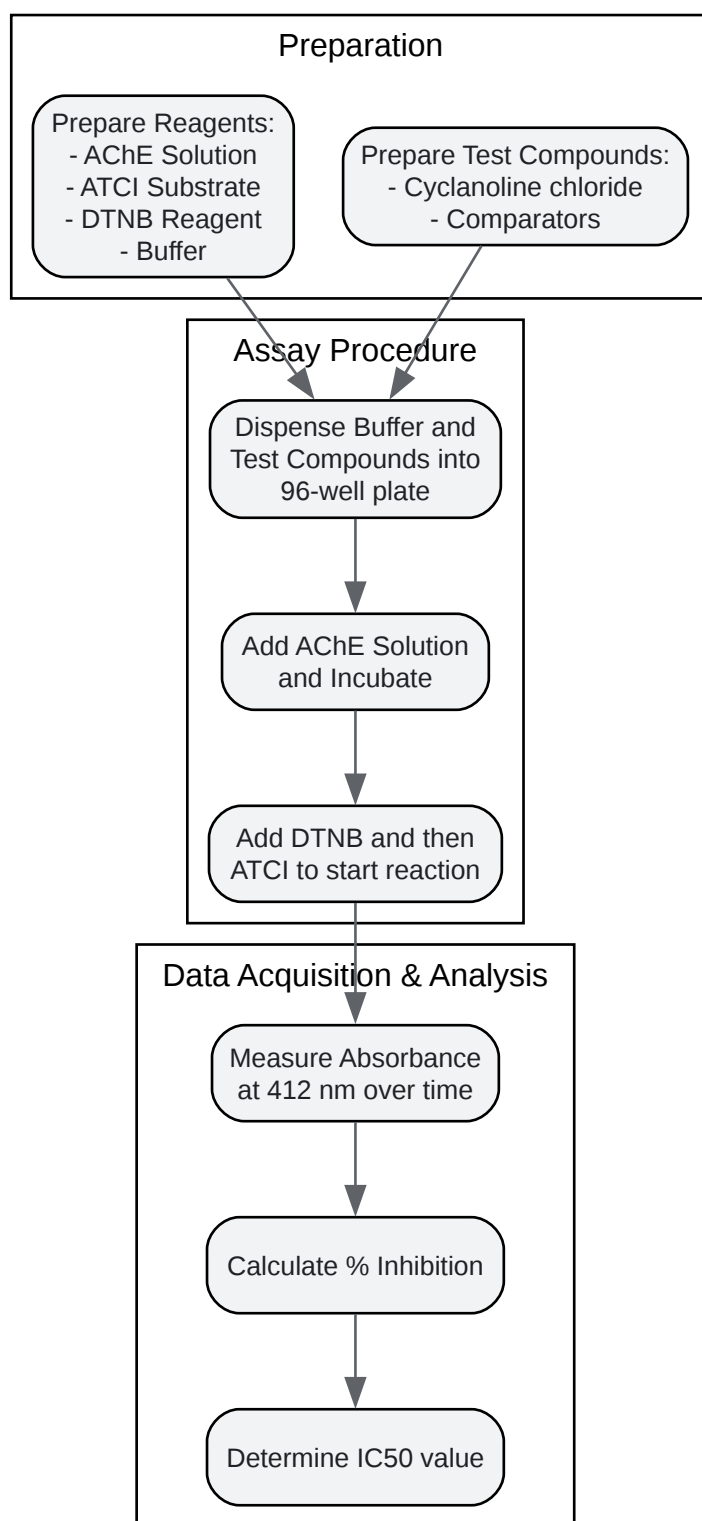 Preparation
Prepare Reagents:
- AChE Solution
- ATCI Substrate
- DTNB Reagent
- Buffer
Prepare Test Compounds:
- Cyclanoline chloride
- Comparators
Assay Procedure
Dispense Buffer and
Test Compounds into
96-well plate
Add AChE Solution
and Incubate
Add DTNB and then
ATCI to start reaction
Data Acquisition & Analysis
Measure Absorbance
at 412 nm over time
Calculate % Inhibition
Determine IC50 value